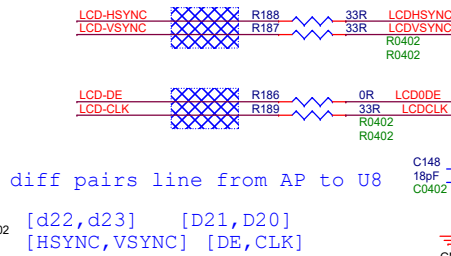 LCD-HSYNC R188 33R LCDHSYNC
LCD-VSYNC R187 33R LCDVSYNC
R0402
R0402
LCD-DE R186 0R LCD0DE
LCD-CLK R189 33R LCDCLK
R0402
R0402
C148
18pF
C0402
diff pairs line from AP to U8
[d22,d23] [D21,D20]
[HSYNC,VSYNC] [DE,CLK]